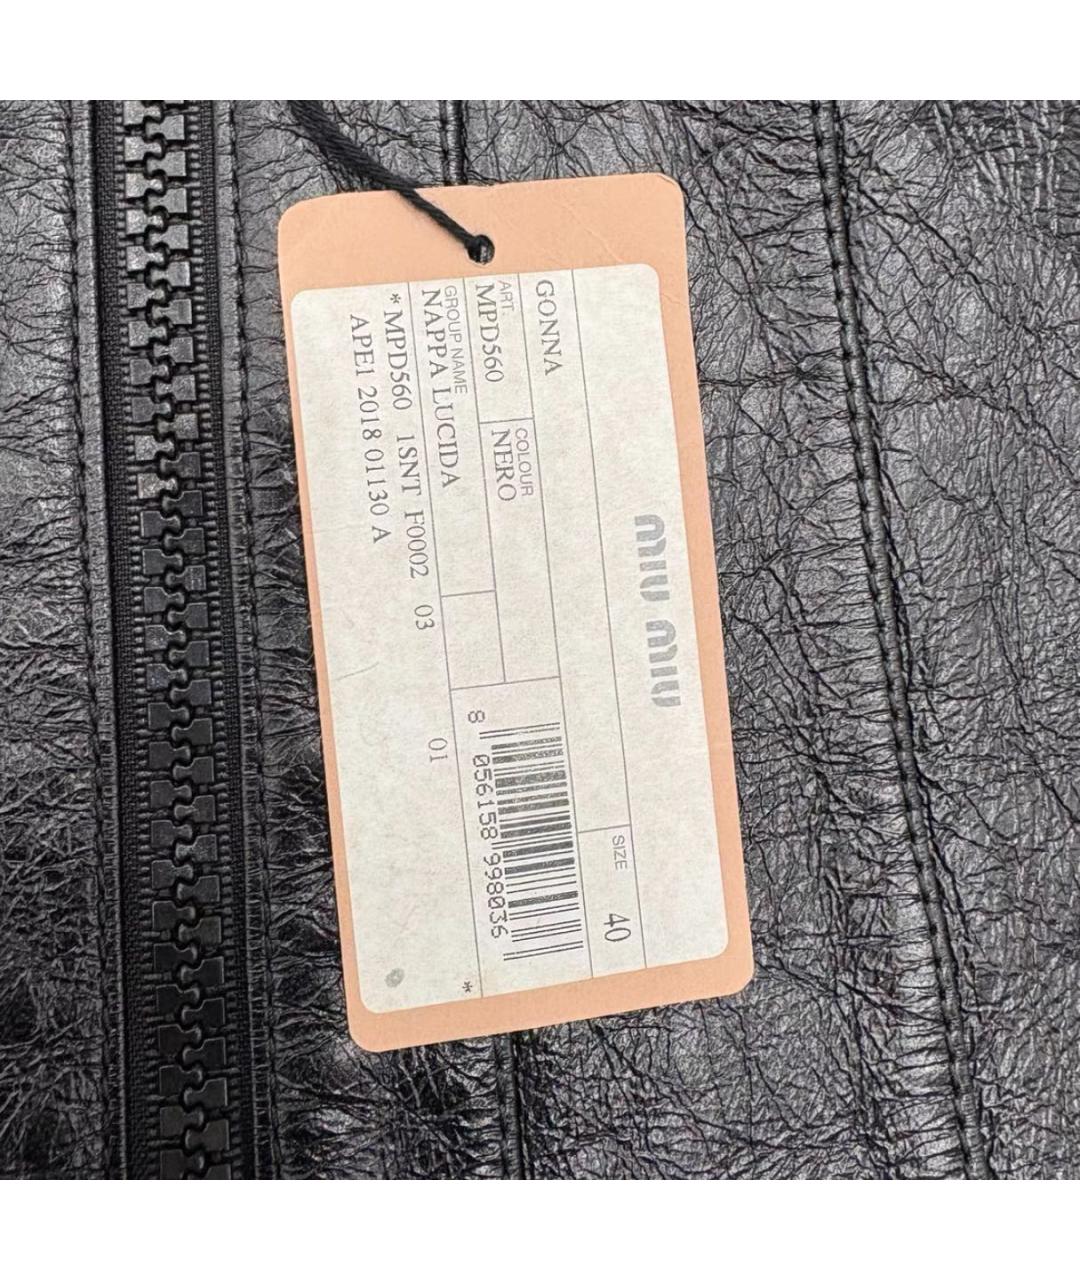 miu miu
SIZE
40
GONNA
ART.
MPD560
COLOUR
NERO
GROUP NAME
NAPPA LUCIDA
8 056158 998036
*MPD560 1SNT F0002 03 01 *
APE1 2018 01130 A